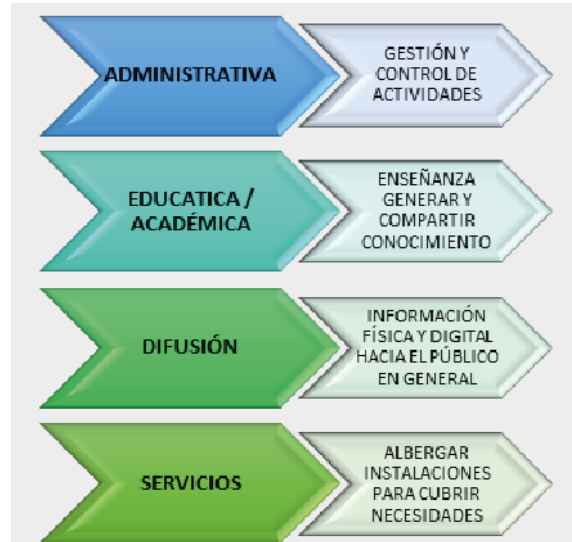 ADMINISTRATIVA
GESTIÓN Y
CONTROL DE
ACTIVIDADES
EDUCATICA /
ACADÉMICA
ENSEÑANZA
GENERAR Y
COMPARTIR
CONOCIMIENTO
DIFUSIÓN
INFORMACIÓN
FÍSICA Y DIGITAL
HACIA EL PÚBLICO
EN GENERAL
SERVICIOS
ALBERGAR
INSTALACIONES
PARA CUBRIR
NECESIDADES